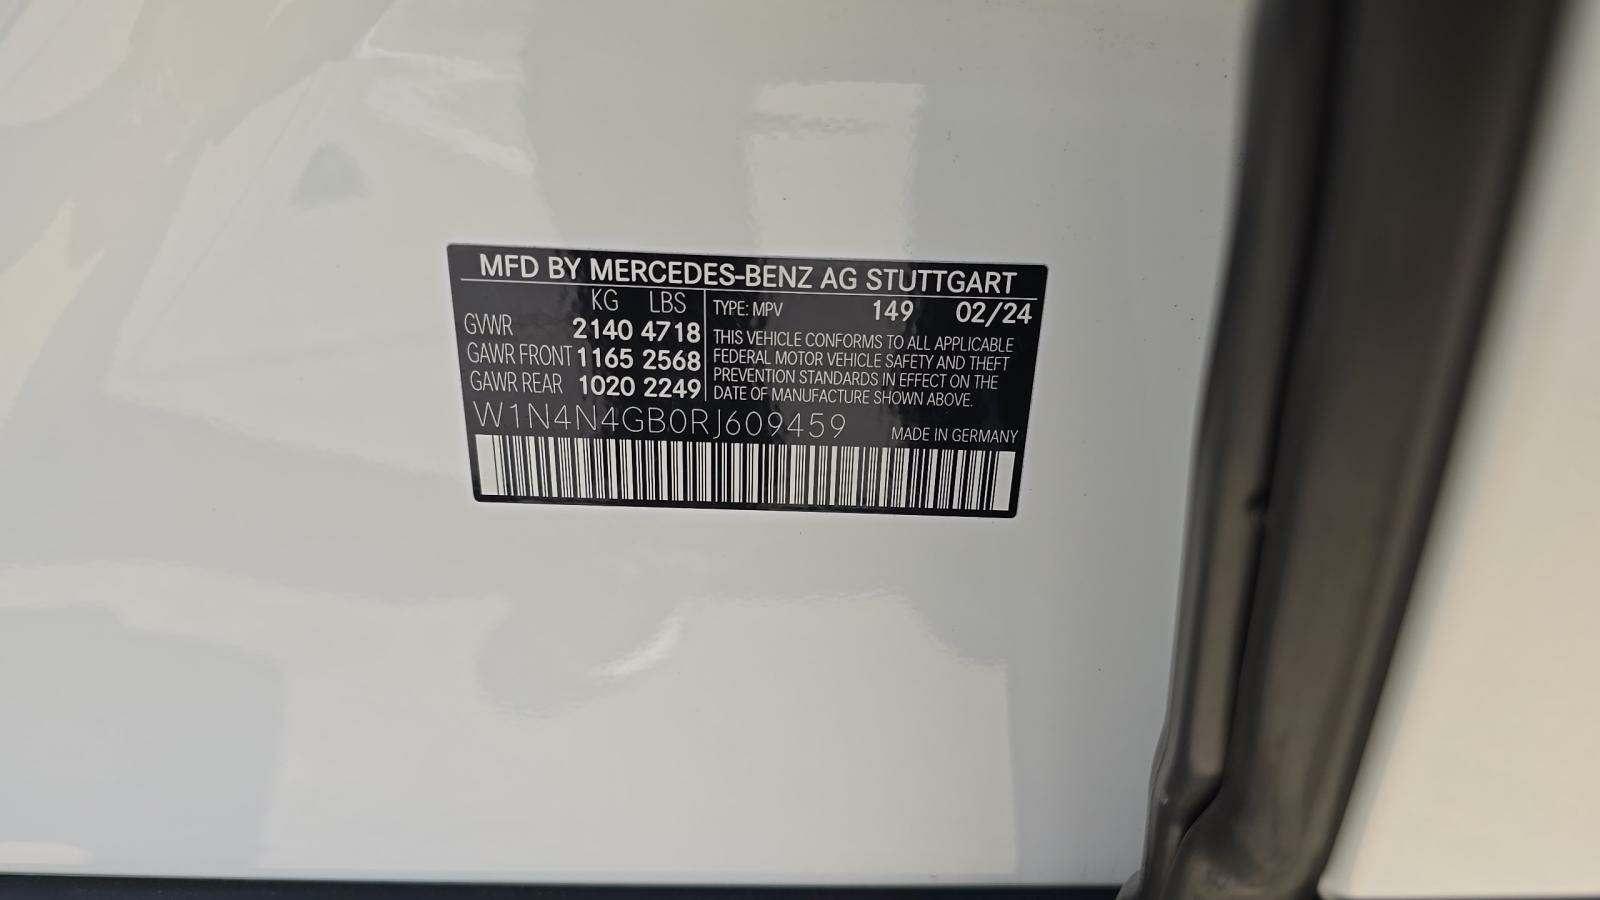 MFD BY MERCEDES-BENZ AG STUTTGART
KG LBS
GVWR 2140 4718
GAWR FRONT 1165 2568
GAWR REAR 1020 2249
TYPE: MPV 149 02/24
THIS VEHICLE CONFORMS TO ALL APPLICABLE
FEDERAL MOTOR VEHICLE SAFETY AND THEFT
PREVENTION STANDARDS IN EFFECT ON THE
DATE OF MANUFACTURE SHOWN ABOVE.
W1N4N4GB0RJ609459
MADE IN GERMANY